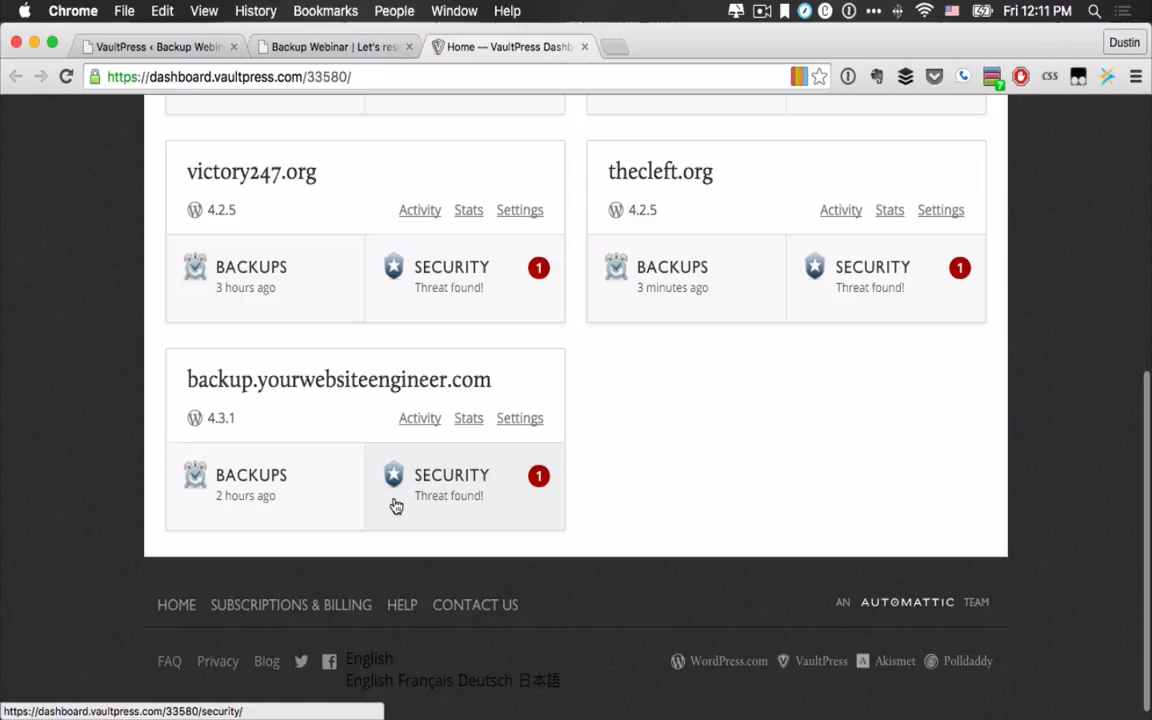 Chrome File Edit View History Bookmarks People Window Help Fri 12:11 PM
VaultPress ‹ Backup Webin
Backup Webinar | Let's res
Home — VaultPress Dashb
Dustin
https://dashboard.vaultpress.com/33580/
7
CSS
victory247.org
4.2.5 Activity Stats Settings
BACKUPS
3 hours ago
SECURITY 1
Threat found!
thecleft.org
4.2.5 Activity Stats Settings
BACKUPS
3 minutes ago
SECURITY 1
Threat found!
backup.yourwebsiteengineer.com
4.3.1 Activity Stats Settings
BACKUPS
2 hours ago
SECURITY 1
Threat found!
HOME SUBSCRIPTIONS & BILLING HELP CONTACT US
AN AUTOMATTIC TEAM
FAQ Privacy Blog
English
English Français Deutsch 日本語
WordPress.com VaultPress Akismet Polldaddy
https://dashboard.vaultpress.com/33580/security/